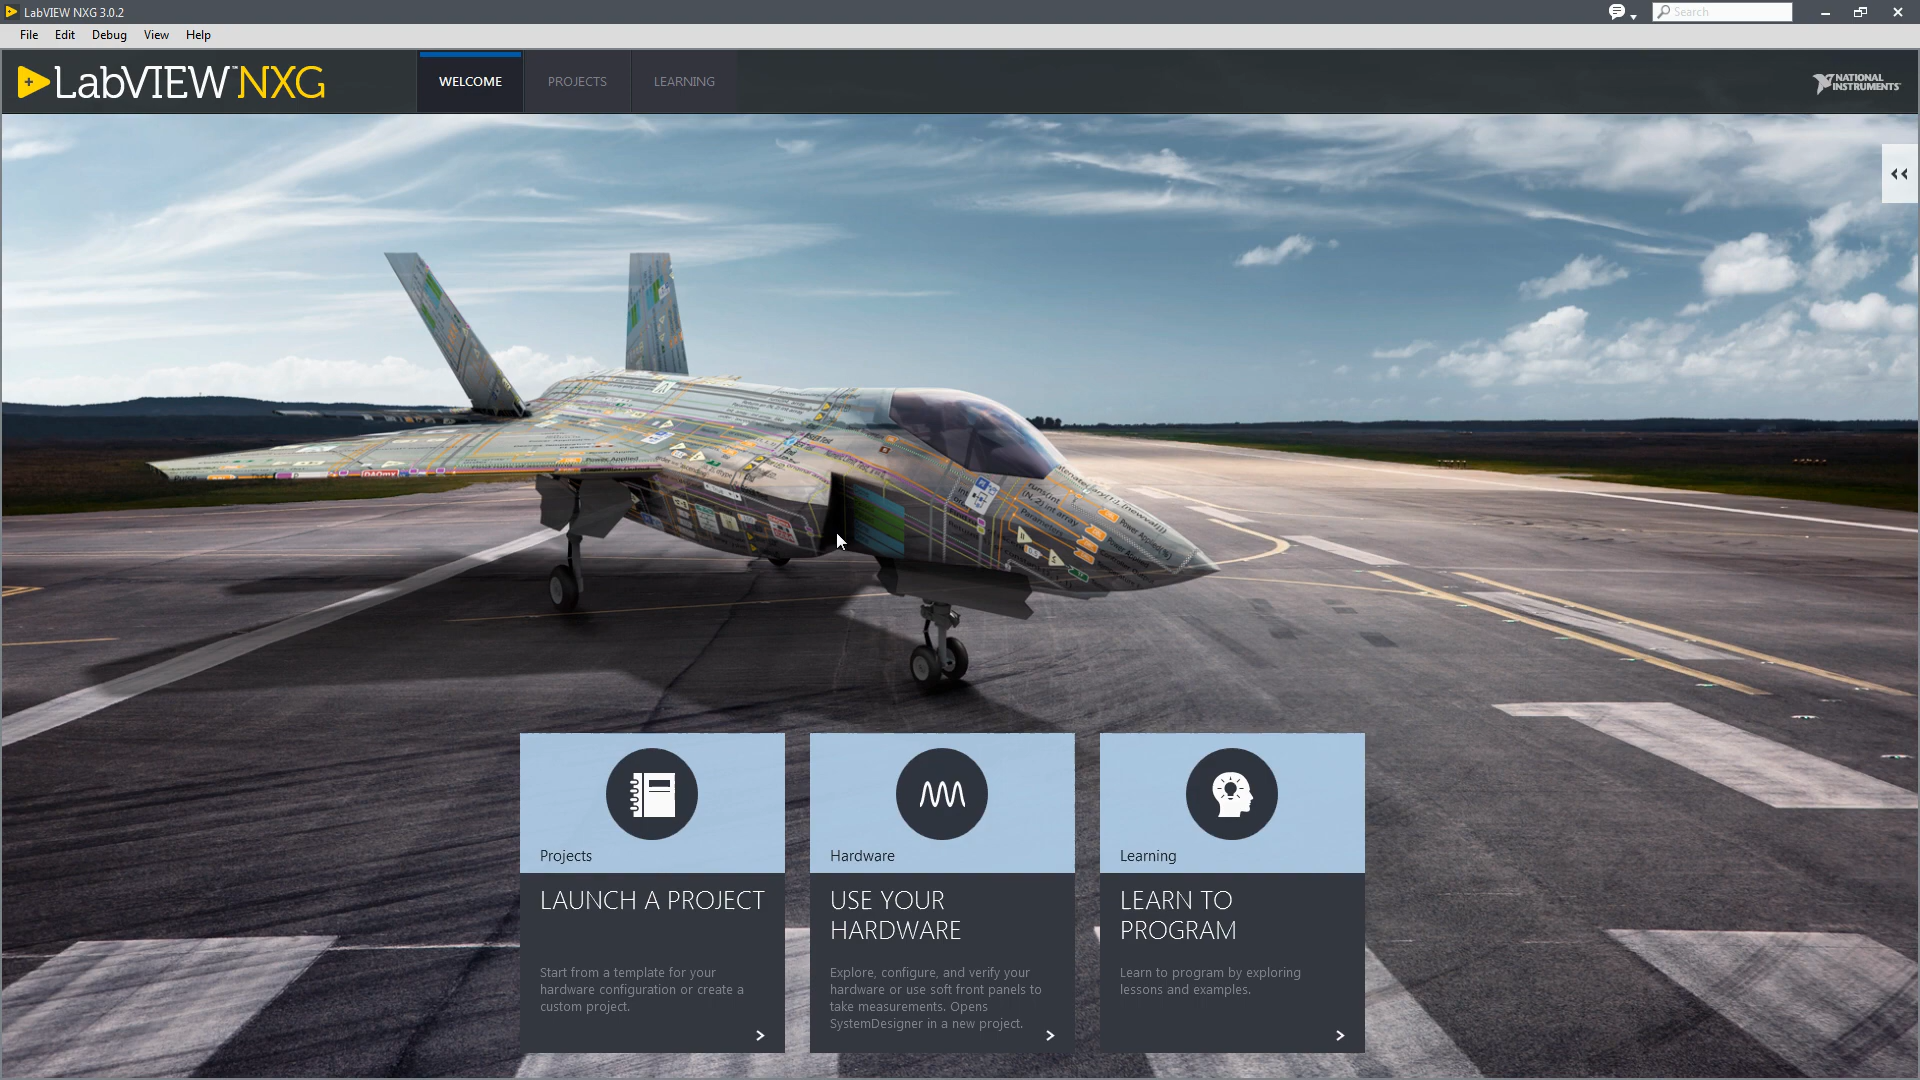 LabVIEW NXG 3.0.2
Search
File Edit Debug View Help
LabVIEW™ NXG
WELCOME PROJECTS LEARNING
NATIONAL
INSTRUMENTS
Projects
LAUNCH A PROJECT
Start from a template for your
hardware configuration or create a
custom project.
Hardware
USE YOUR
HARDWARE
Explore, configure, and verify your
hardware or use soft front panels to
take measurements. Opens
SystemDesigner in a new project.
Learning
LEARN TO
PROGRAM
Learn to program by exploring
lessons and examples.